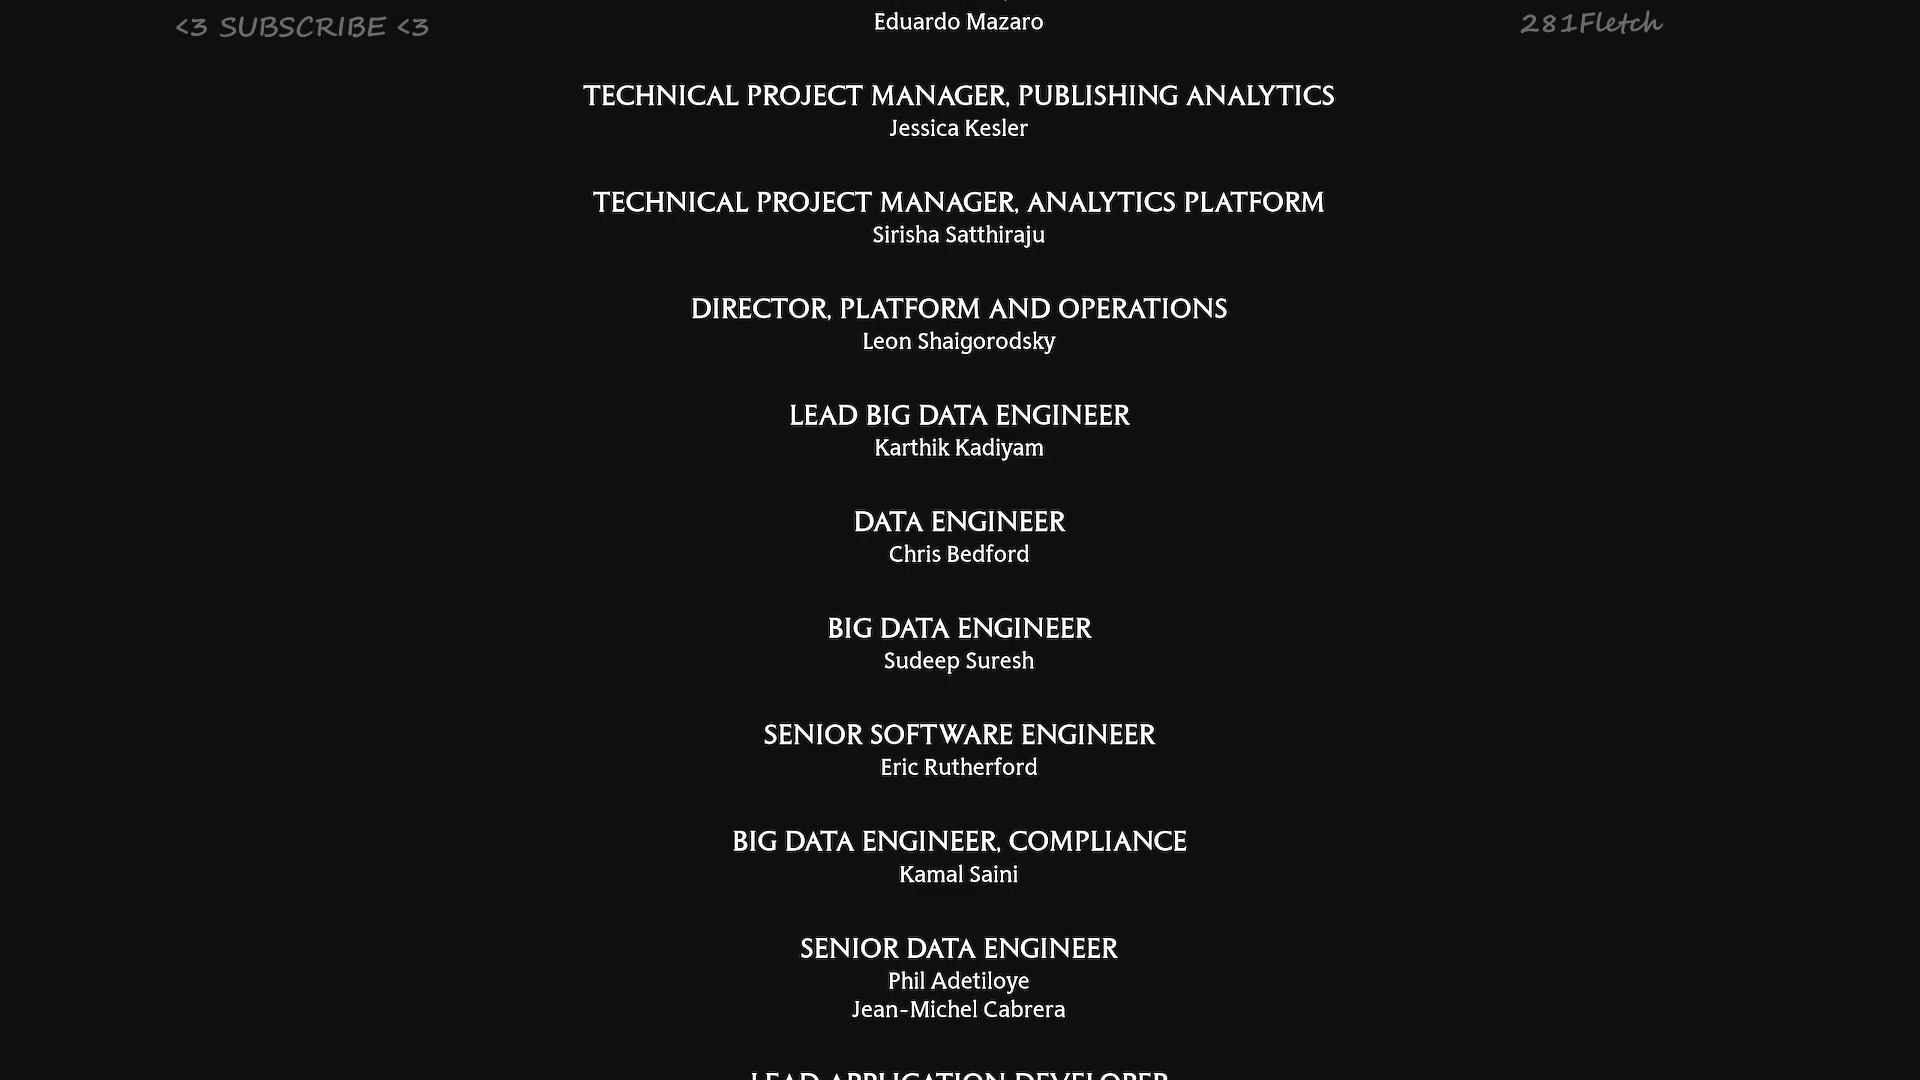 <3 SUBSCRIBE <3
281Fletch
Eduardo Mazaro
TECHNICAL PROJECT MANAGER, PUBLISHING ANALYTICS
Jessica Kesler
TECHNICAL PROJECT MANAGER, ANALYTICS PLATFORM
Sirisha Satthiraju
DIRECTOR, PLATFORM AND OPERATIONS
Leon Shaigorodsky
LEAD BIG DATA ENGINEER
Karthik Kadiyam
DATA ENGINEER
Chris Bedford
BIG DATA ENGINEER
Sudeep Suresh
SENIOR SOFTWARE ENGINEER
Eric Rutherford
BIG DATA ENGINEER, COMPLIANCE
Kamal Saini
SENIOR DATA ENGINEER
Phil Adetiloye
Jean-Michel Cabrera
LEAD APPLICATION DEVELOPER